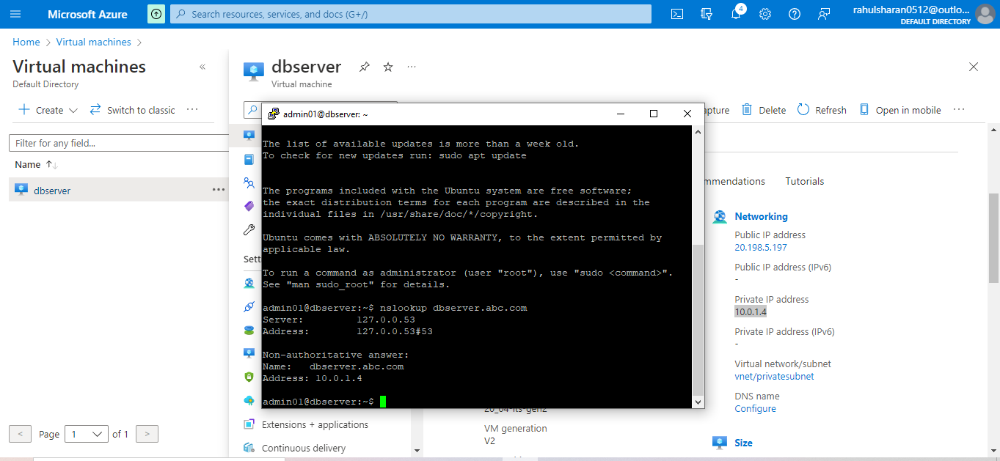 Microsoft Azure
Search resources, services, and docs (G+/)
4
rahulsharan0512@outlo...
DEFAULT DIRECTORY
Home > Virtual machines >
Virtual machines
«
Default Directory
Create
Switch to classic
...
Filter for any field...
Name ↑↓
dbserver
...
< Page 1 of 1 >
dbserver
...
Virtual machine
apture
Delete
Refresh
Open in mobile
...
Sett
Extensions + applications
Continuous delivery
admin01@dbserver: ~
The list of available updates is more than a week old.
To check for new updates run: sudo apt update
The programs included with the Ubuntu system are free software;
the exact distribution terms for each program are described in the
individual files in /usr/share/doc/*/copyright.
Ubuntu comes with ABSOLUTELY NO WARRANTY, to the extent permitted by
applicable law.
To run a command as administrator (user "root"), use "sudo <command>".
See "man sudo_root" for details.
admin01@dbserver:~$ nslookup dbserver.abc.com
Server: 127.0.0.53
Address: 127.0.0.53#53
Non-authoritative answer:
Name: dbserver.abc.com
Address: 10.0.1.4
admin01@dbserver:~$
20_04-lts-gen2
VM generation
V2
mmendations
Tutorials
Networking
Public IP address
20.198.5.197
Public IP address (IPv6)
-
Private IP address
10.0.1.4
Private IP address (IPv6)
-
Virtual network/subnet
vnet/privatesubnet
DNS name
Configure
Size